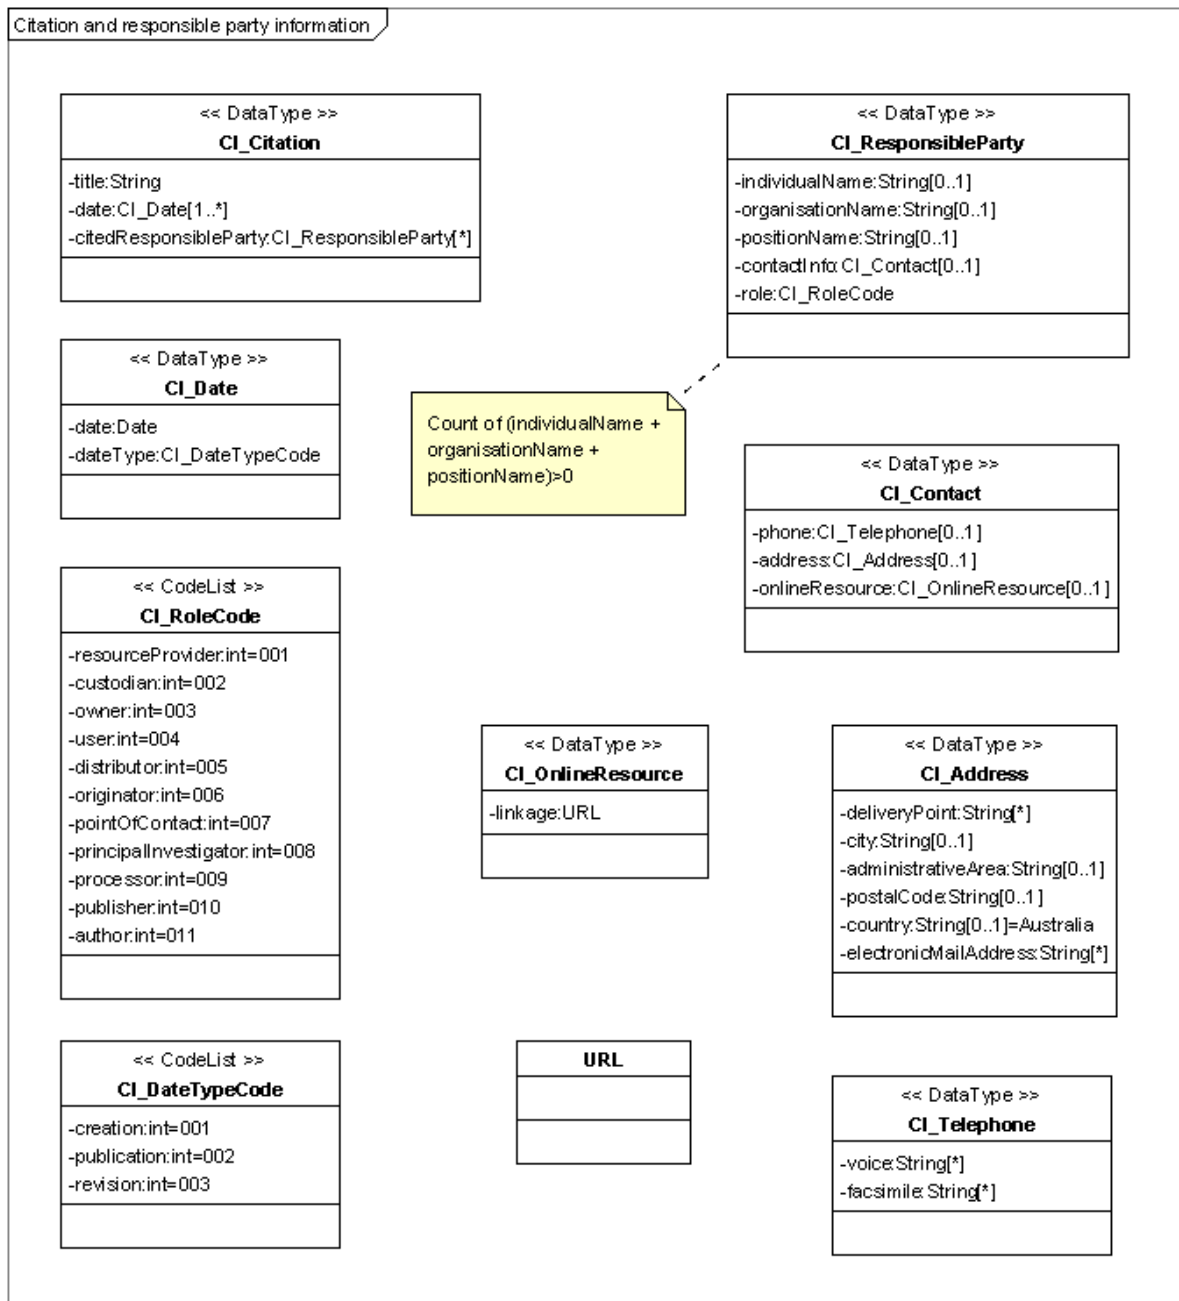 Citation and responsible party information
<< DataType >>
CI_Citation
-title:String
-date:CI_Date[1..*]
-citedResponsibleParty:CI_ResponsibleParty[*]
<< DataType >>
CI_ResponsibleParty
-individualName:String[0..1]
-organisationName:String[0..1]
-positionName:String[0..1]
-contactInfo:CI_Contact[0..1]
-role:CI_RoleCode
<< DataType >>
CI_Date
-date:Date
-dateType:CI_DateTypeCode
Count of (individualName +
organisationName +
positionName)>0
<< DataType >>
CI_Contact
-phone:CI_Telephone[0..1]
-address:CI_Address[0..1]
-onlineResource:CI_OnlineResource[0..1]
<< CodeList >>
CI_RoleCode
-resourceProvider:int=001
-custodian:int=002
-owner:int=003
-user:int=004
-distributor:int=005
-originator:int=006
-pointOfContact:int=007
-principalInvestigator:int=008
-processor:int=009
-publisher:int=010
-author:int=011
<< DataType >>
CI_OnlineResource
-linkage:URL
<< DataType >>
CI_Address
-deliveryPoint:String[*]
-city:String[0..1]
-administrativeArea:String[0..1]
-postalCode:String[0..1]
-country:String[0..1]=Australia
-electronicMailAddress:String[*]
<< CodeList >>
CI_DateTypeCode
-creation:int=001
-publication:int=002
-revision:int=003
URL
<< DataType >>
CI_Telephone
-voice:String[*]
-facsimile:String[*]